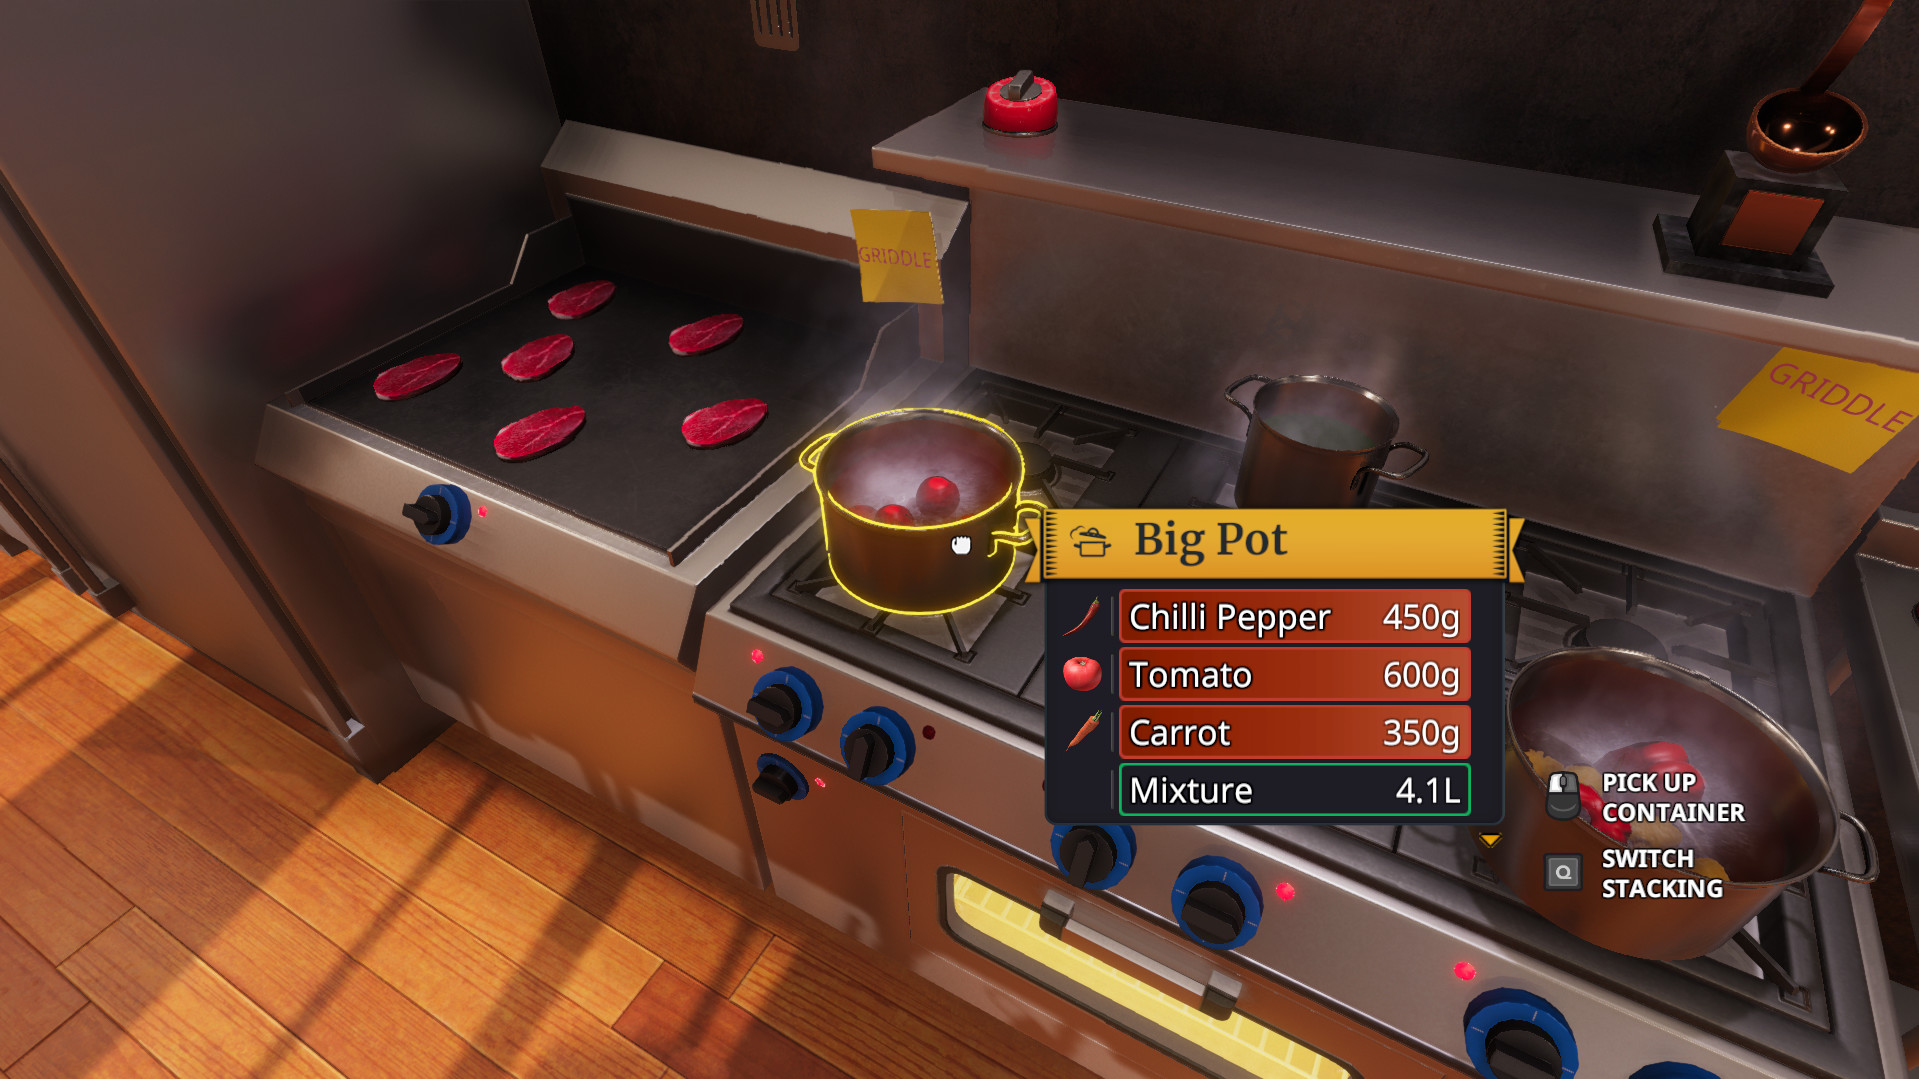 GRIDDLE
GRIDDLE
Big Pot
Chilli Pepper 450g
Tomato 600g
Carrot 350g
Mixture 4.1L
PICK UP
CONTAINER
Q
SWITCH
STACKING